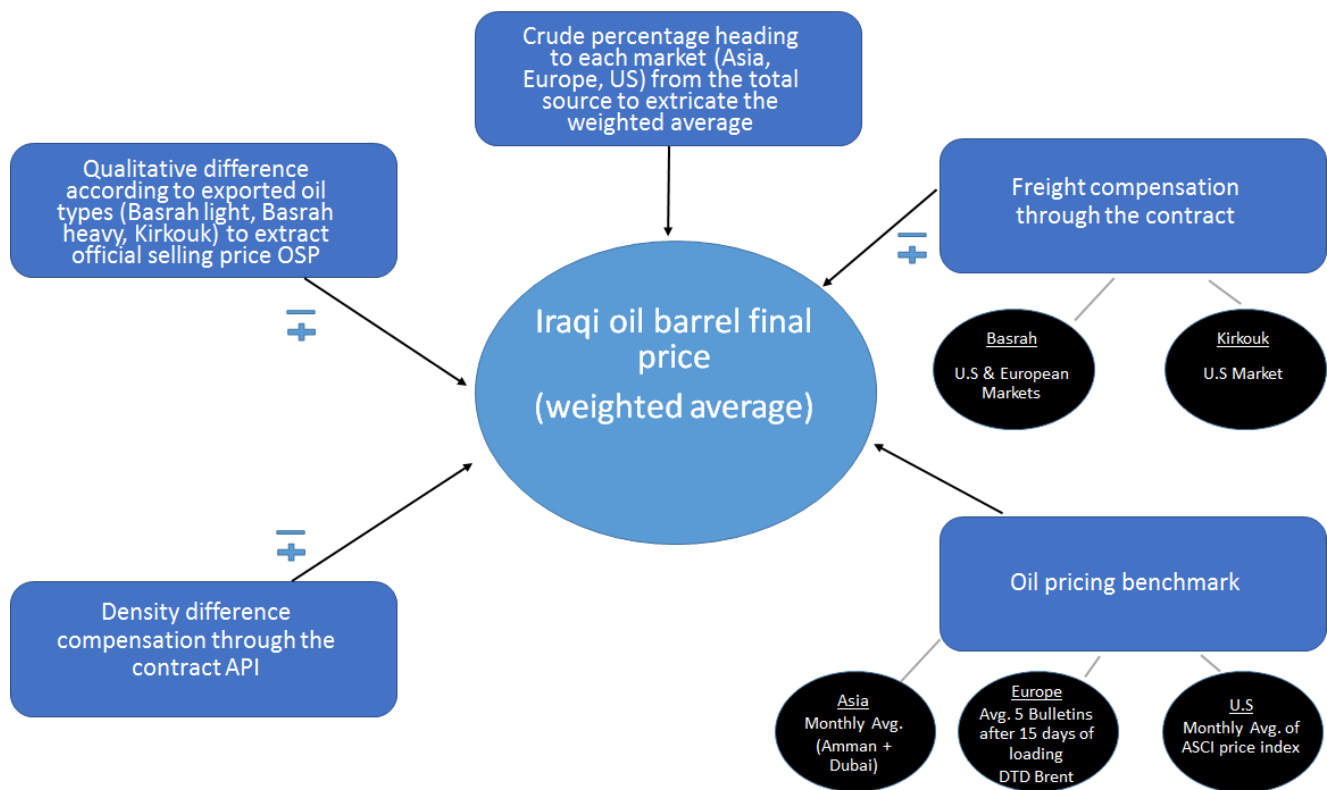 Crude percentage heading
to each market (Asia,
Europe, US) from the total
source to extricate the
weighted average
Qualitative difference
according to exported oil
types (Basrah light, Basrah
heavy, Kirkouk) to extract
official selling price OSP
Freight compensation
through the contract
Iraqi oil barrel final
price
(weighted average)
Basrah
U.S & European
Markets
Kirkouk
U.S Market
Density difference
compensation through the
contract API
Oil pricing benchmark
Asia
Monthly Avg.
(Amman +
Dubai)
Europe
Avg. 5 Bulletins
after 15 days of
loading
DTD Brent
U.S
Monthly Avg. of
ASCI price index